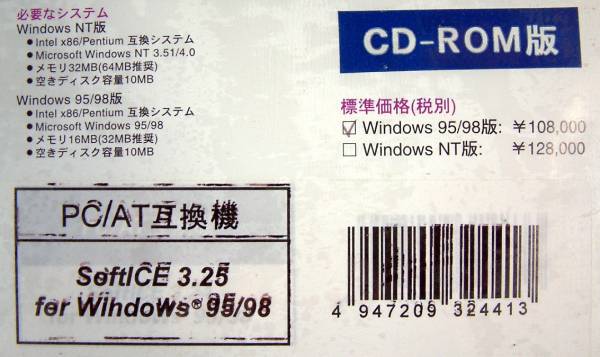 必要なシステム
Windows NT版
●Intel x86/Pentium 互換システム
●Microsoft Windows NT 3.51/4.0
●メモリ32MB(64MB推奨)
●空きディスク容量10MB
Windows 95/98版
●Intel x86/Pentium 互換システム
●Microsoft Windows 95/98
●メモリ16MB(32MB推奨)
●空きディスク容量10MB
CD-ROM版
標準価格(税別)
☑ Windows 95/98版: ¥108,000
□ Windows NT版: ¥128,000
PC/AT互換機
SoftICE 3.25
for Windows® 95/98
4 947209 324413